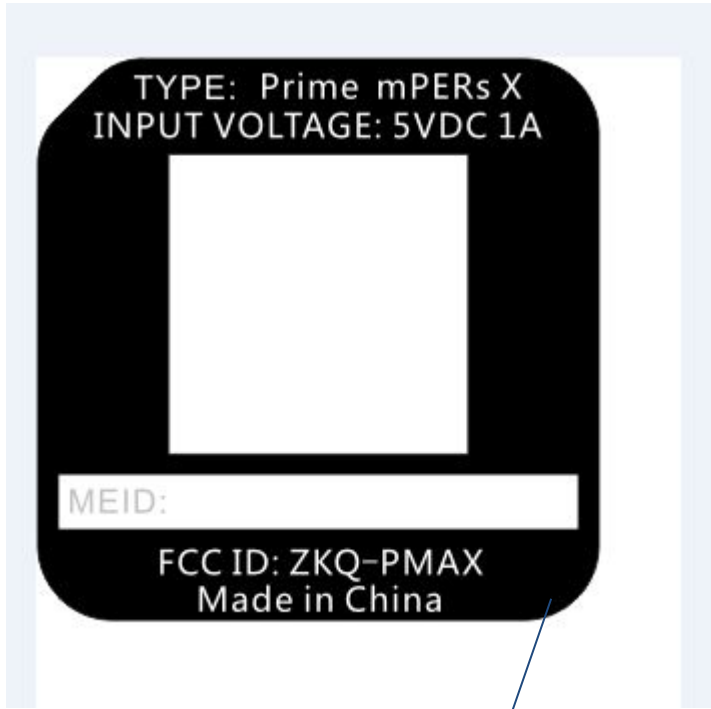 TYPE: Prime mPERs X
INPUT VOLTAGE: 5VDC 1A
MEID:
FCC ID: ZKQ-PMAX
Made in China